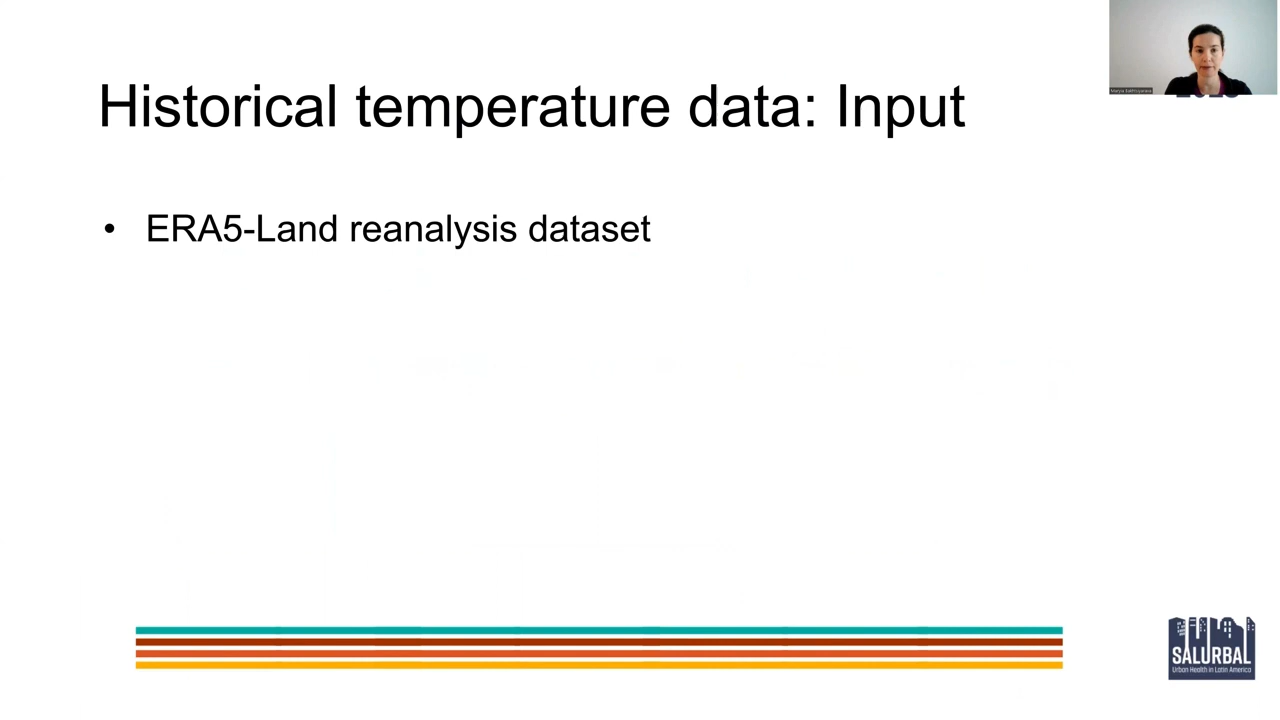 Historical temperature data: Input
• ERA5-Land reanalysis dataset
SALURBAL
Urban Health in Latin America